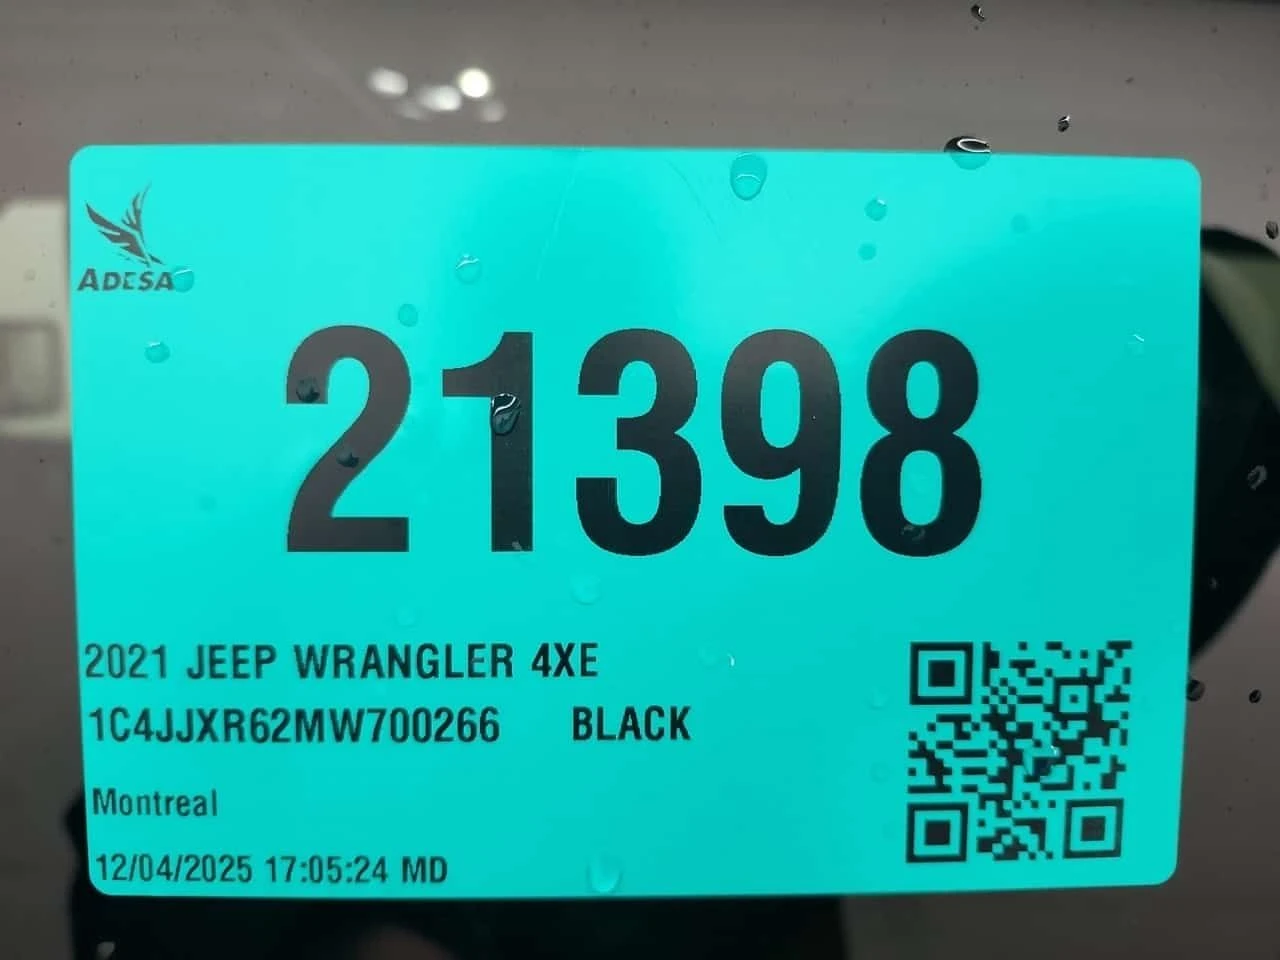 ADESA
21398
2021 JEEP WRANGLER 4XE
1C4JJXR62MW700266 BLACK
Montreal
12/04/2025 17:05:24 MD